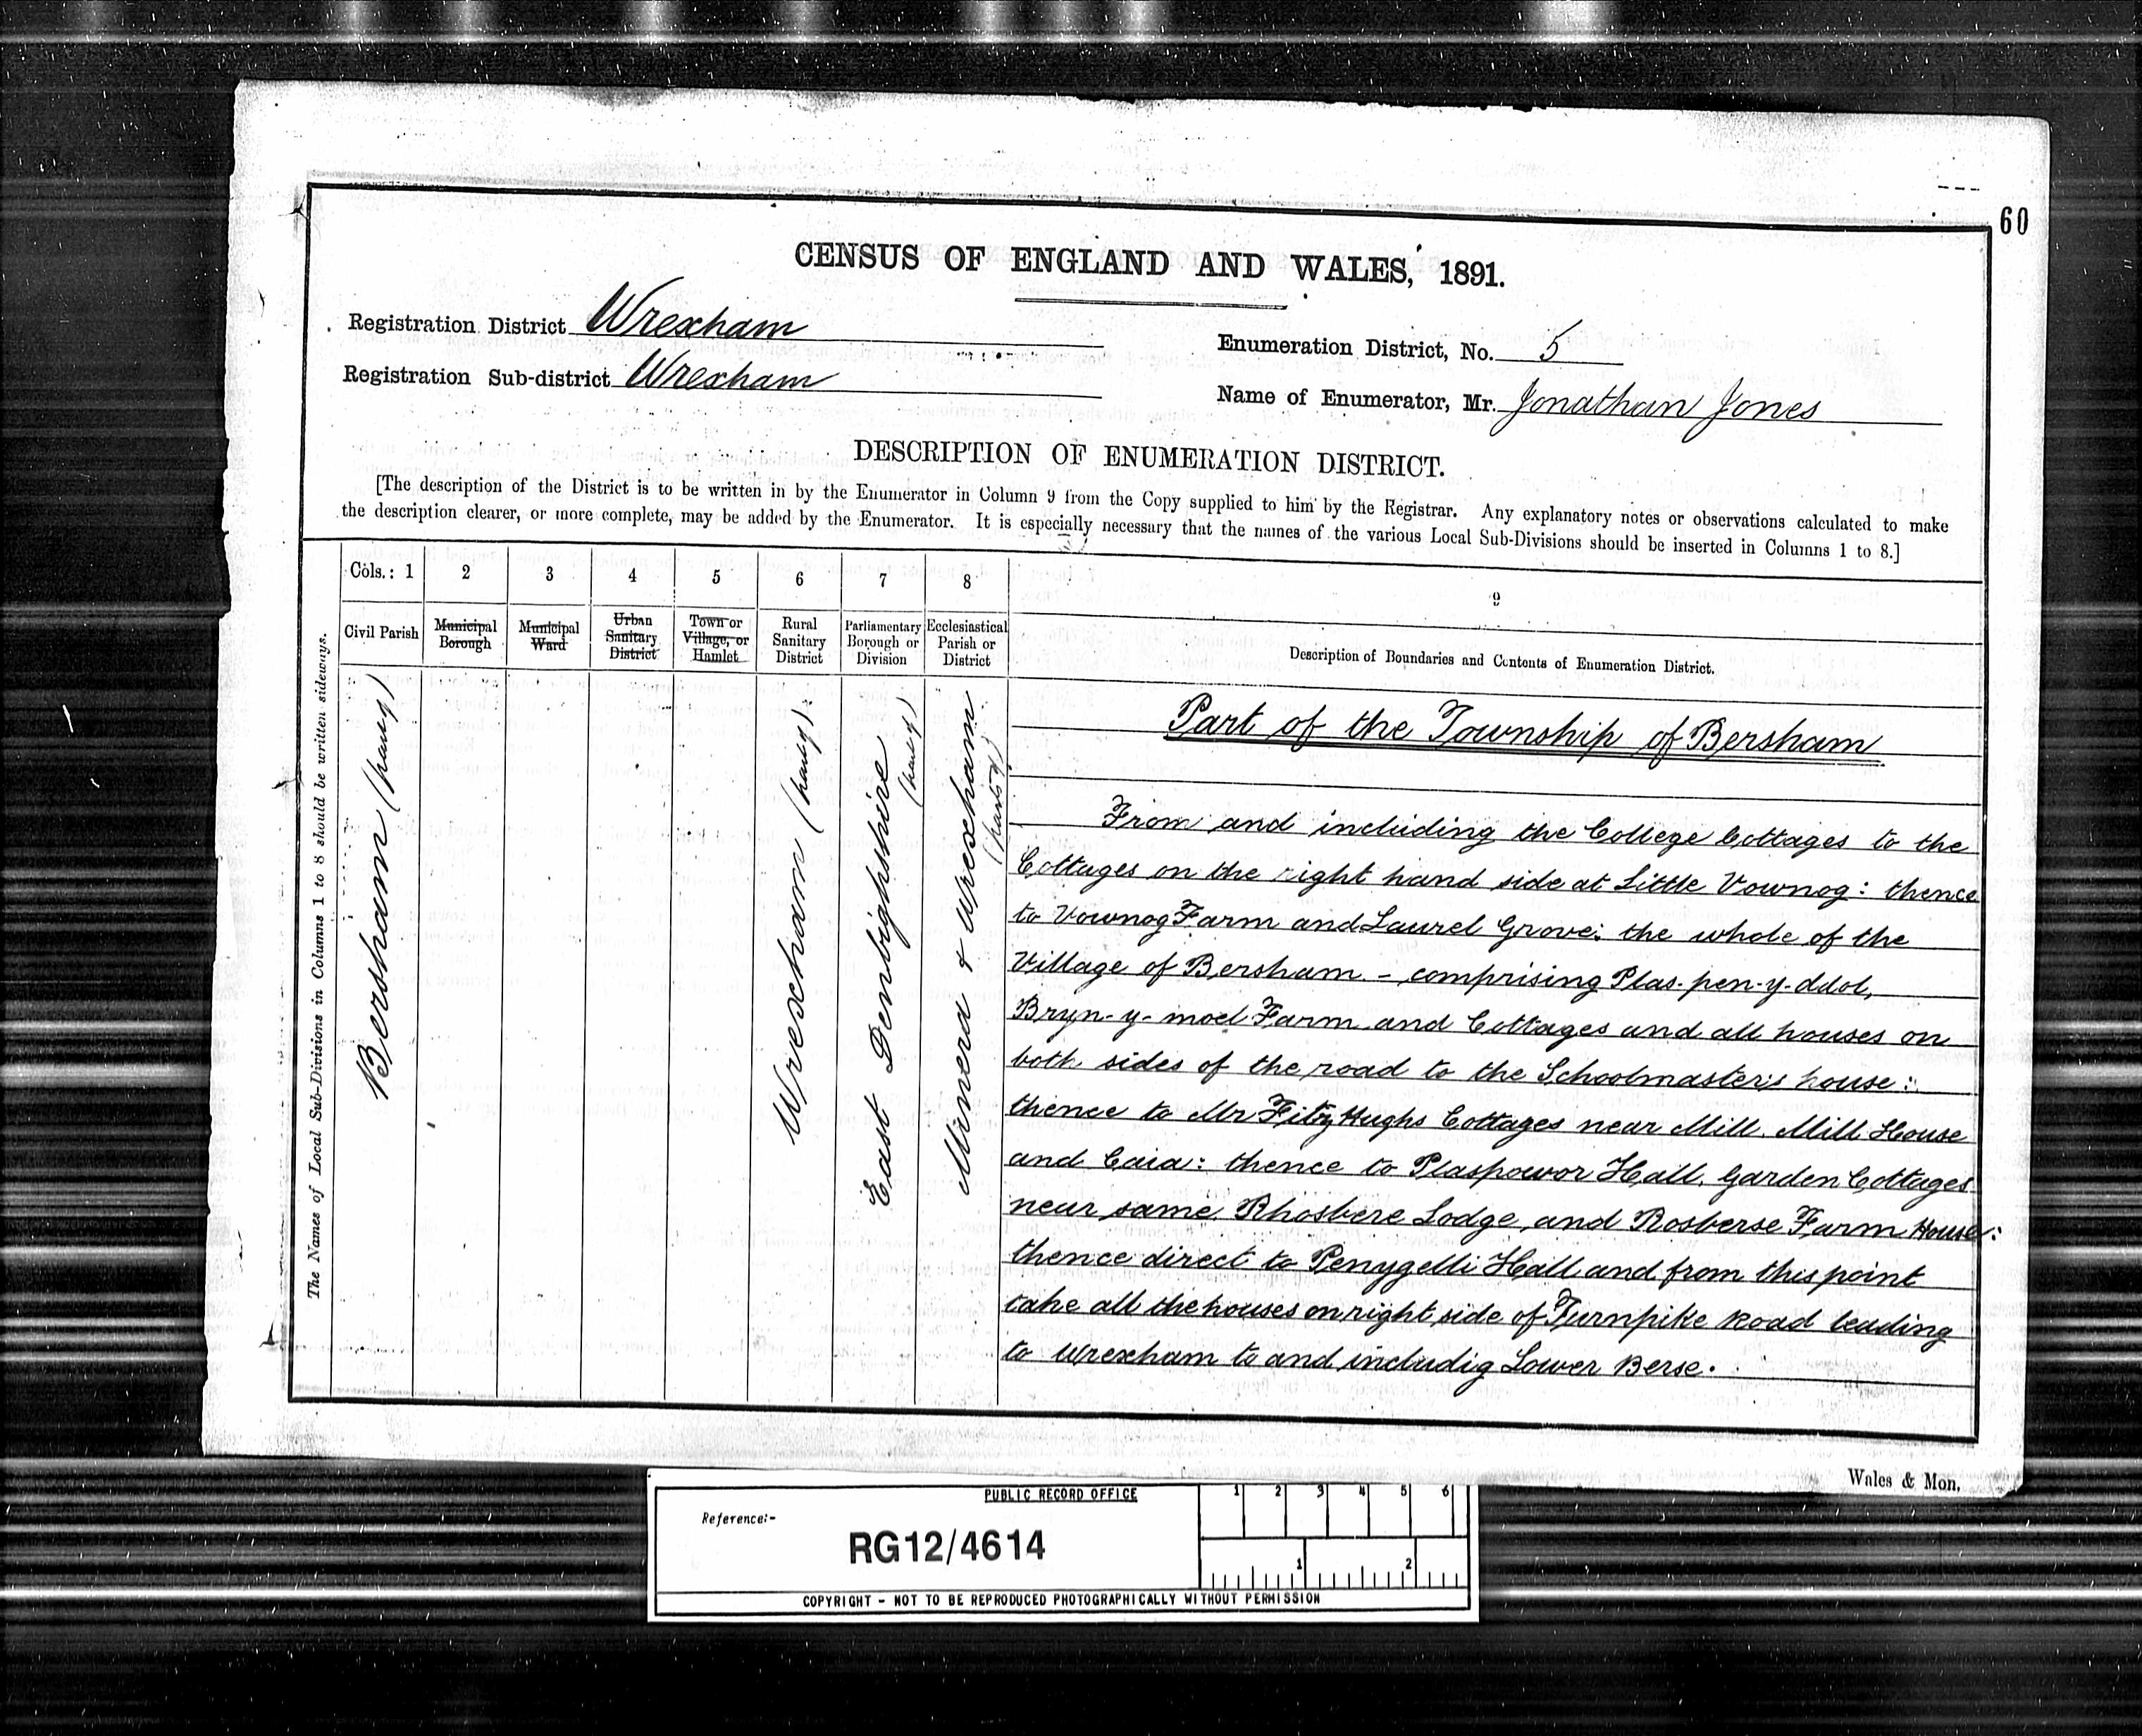 60
CENSUS OF ENGLAND AND WALES, 1891.
Registration District Wrexham
Enumeration District, No. 5
Registration Sub-district Wrexham
Name of Enumerator, Mr. Jonathan Jones
DESCRIPTION OF ENUMERATION DISTRICT.
[The description of the District is to be written in by the Enumerator in Column 9 from the Copy supplied to him by the Registrar. Any explanatory notes or observations calculated to make
the description clearer, or more complete, may be added by the Enumerator. It is especially necessary that the names of the various Local Sub-Divisions should be inserted in Columns 1 to 8.]
The Names of Local Sub-Divisions in Columns 1 to 8 should be written sideways.
Cols.: 1 2 3 4 5 6 7 8 9
Civil Parish
Municipal
Borough
Municipal
Ward
Urban
Sanitary
District
Town or
Village, or
Hamlet
Rural
Sanitary
District
Parliamentary
Borough or
Division
Ecclesiastical
Parish or
District
Description of Boundaries and Contents of Enumeration District.
Bersham (part of)
Wrexham (part of)
East Denbighshire
(part of)
Minera & Wrexham
(parts of)
Part of the Township of Bersham
From and including the College Cottages to the
Cottages on the right hand side at Little Vownog: thence
to Vownog Farm and Laurel Grove: the whole of the
Village of Bersham - comprising Plas-pen-y-ddol,
Bryn-y-moel Farm and Cottages and all houses on
both sides of the road to the Schoolmaster's house:
thence to Mr FitzHughs Cottages near Mill. Mill House
and Caia: thence to Plaspower Hall. Garden Cottages
near same. Rhosbere Lodge, and Rosberse Farm House:
thence direct to Penygelli Hall and from this point
take all the houses on right side of Turnpike Road leading
to Wrexham to and includig Lower Berse.
Wales & Mon.
PUBLIC RECORD OFFICE
1 2 3 4 5 6
Reference:-
RG12/4614
1 2
COPYRIGHT - NOT TO BE REPRODUCED PHOTOGRAPHICALLY WITHOUT PERMISSION